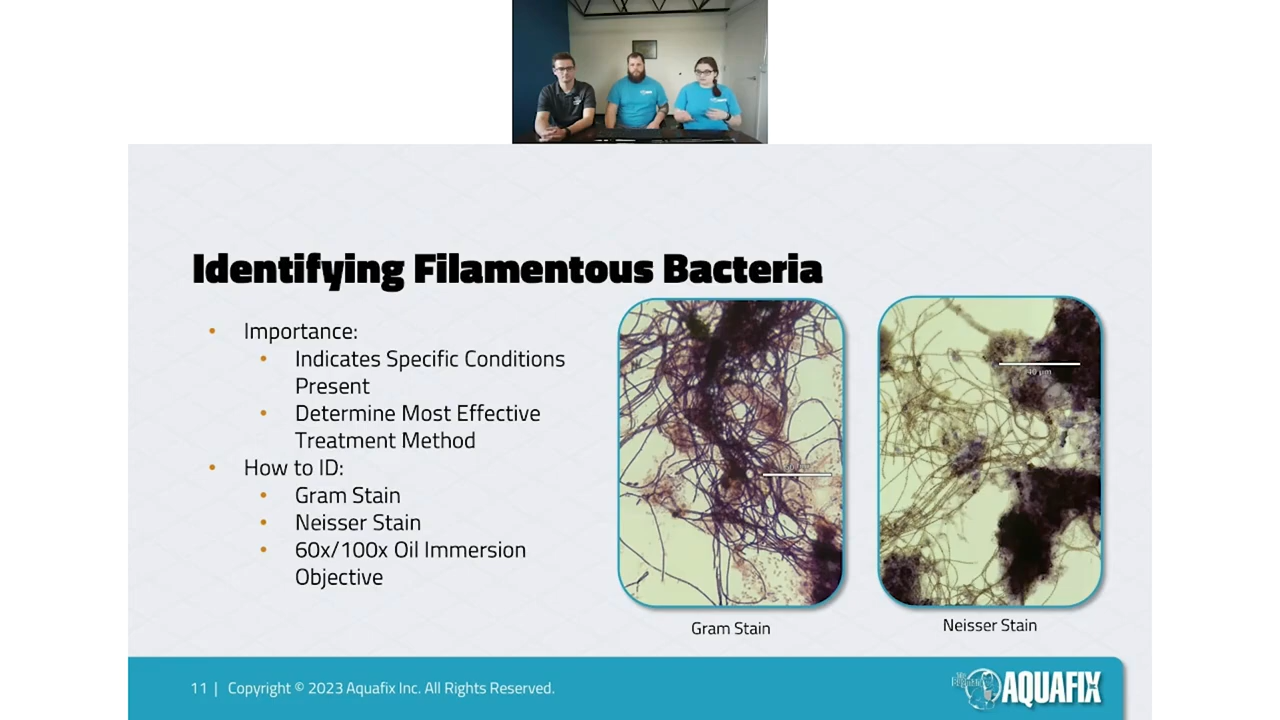 Identifying Filamentous Bacteria
• Importance:
• Indicates Specific Conditions
Present
• Determine Most Effective
Treatment Method
• How to ID:
• Gram Stain
• Neisser Stain
• 60x/100x Oil Immersion
Objective
40 µm
Gram Stain
Neisser Stain
11 | Copyright © 2023 Aquafix Inc. All Rights Reserved.
AQUAFIX